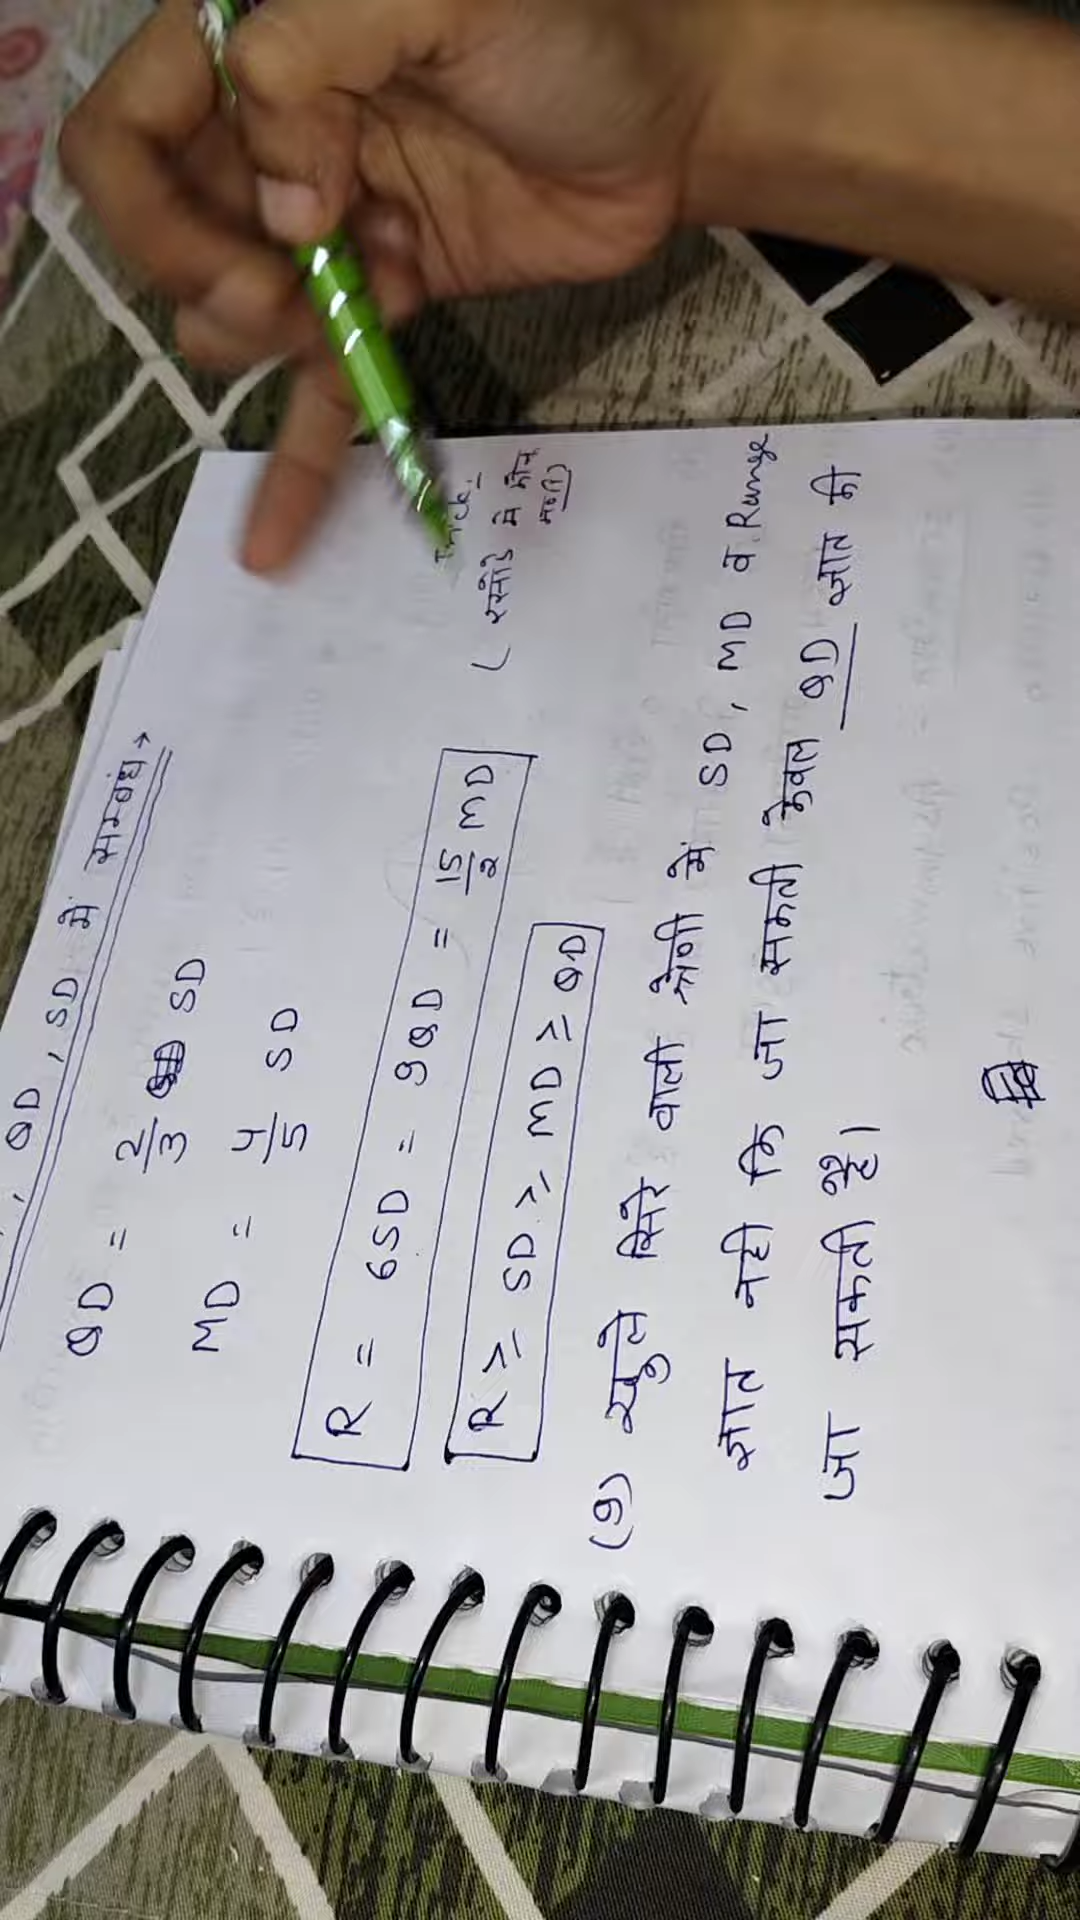 , QD, SD में सम्बंध →
QD = 2/3 SD
MD = 4/5 SD
R = 6SD = 9QD = 15/2 MD
Trick:-
( रसोई मे मौन
R ≥ SD ≥ MD ≥ QD
(9) खुले सिरे वाली श्रेणी में SD, MD व Range
ज्ञात नही कि जा सकती केवल QD ज्ञात की
जा सकती है।